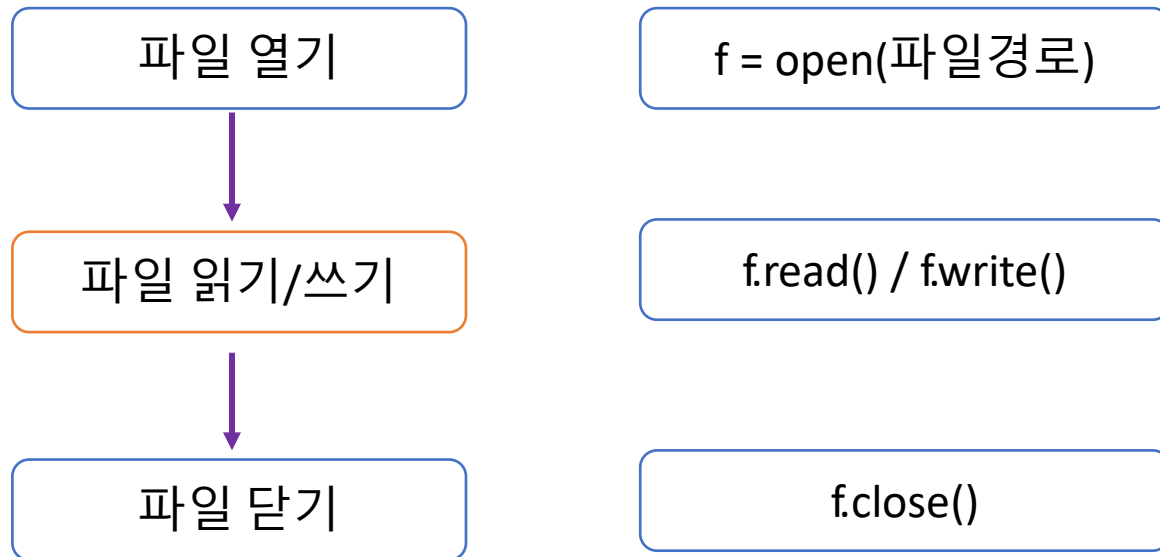 파일 열기
f = open(파일경로)
파일 읽기/쓰기
f.read() / f.write()
파일 닫기
f.close()